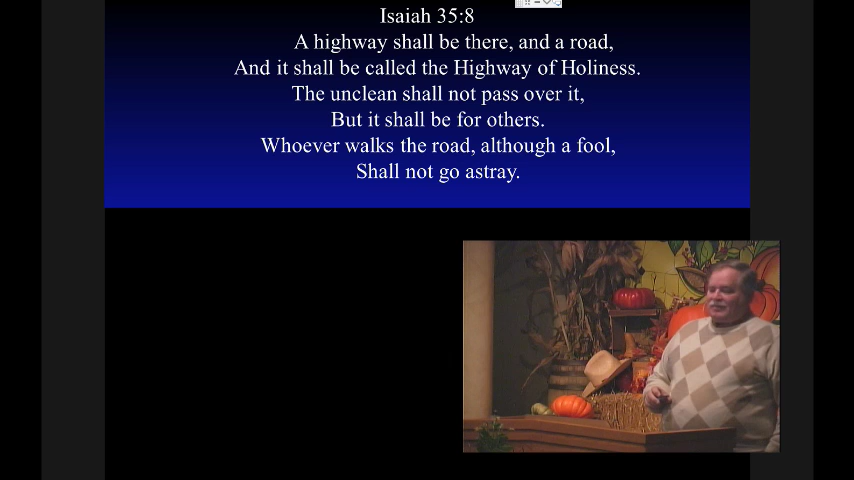 Isaiah 35:8
A highway shall be there, and a road,
And it shall be called the Highway of Holiness.
The unclean shall not pass over it,
But it shall be for others.
Whoever walks the road, although a fool,
Shall not go astray.